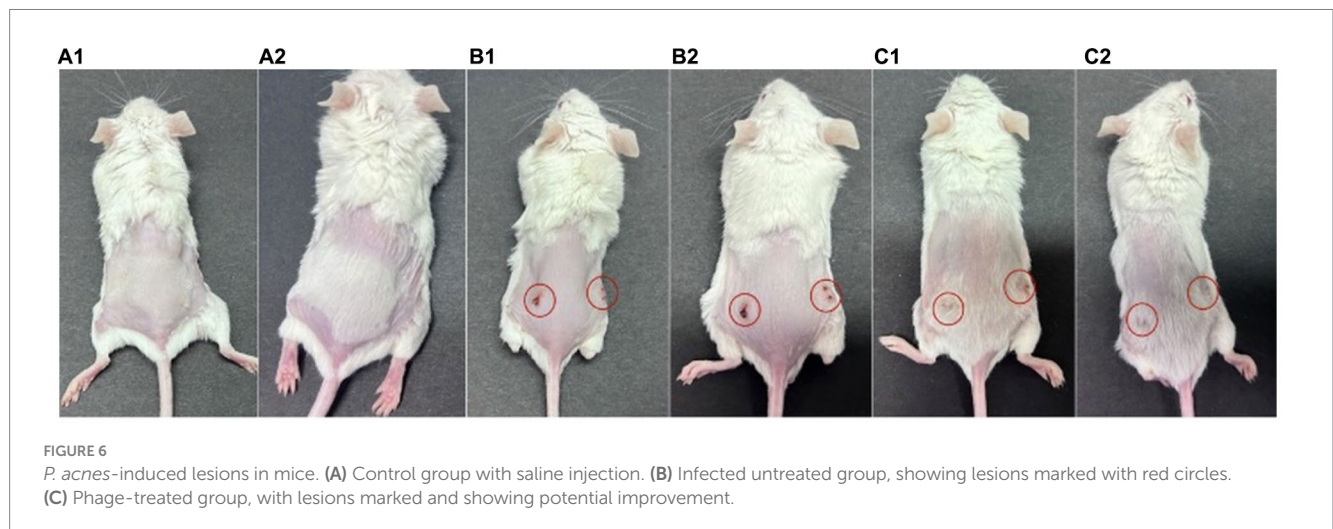 A1 A2 B1 B2 C1 C2
FIGURE 6
P. acnes-induced lesions in mice. (A) Control group with saline injection. (B) Infected untreated group, showing lesions marked with red circles.
(C) Phage-treated group, with lesions marked and showing potential improvement.